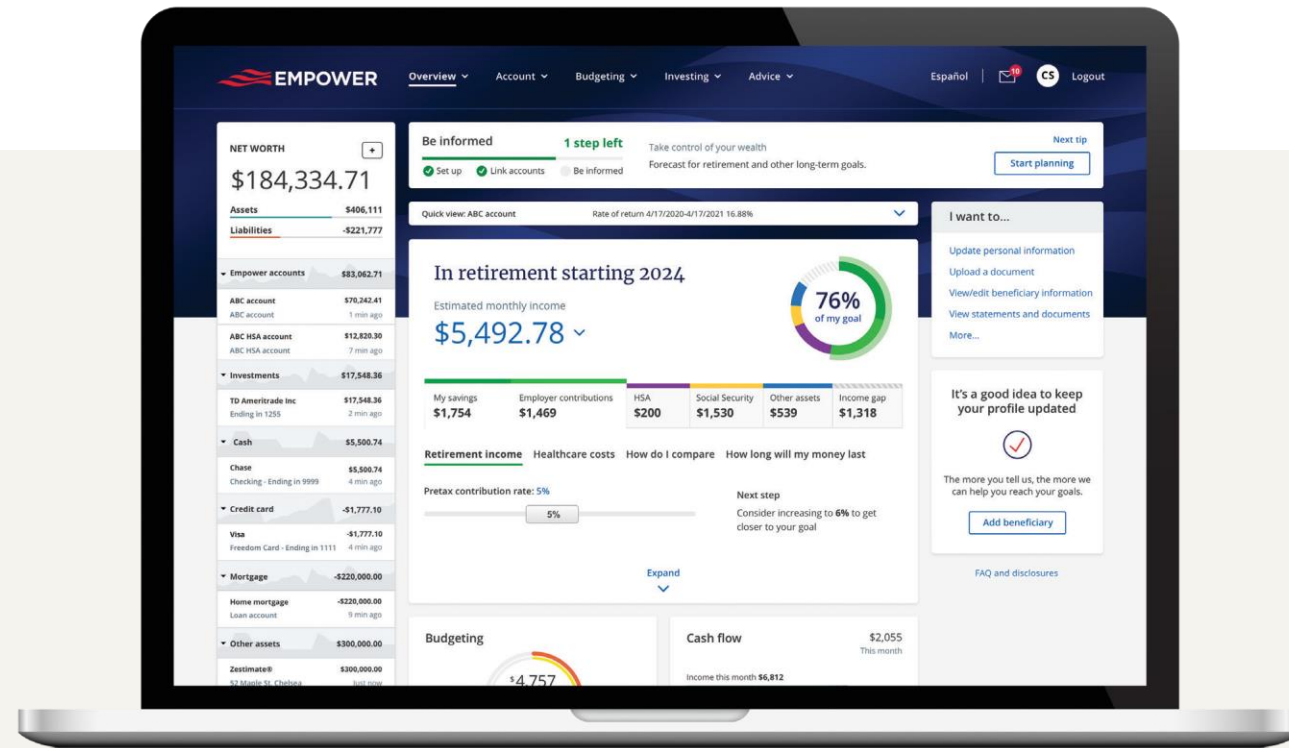 EMPOWER
Overview
Account
Budgeting
Investing
Advice
Español
10
CS
Logout
NET WORTH
+
$184,334.71
Assets $406,111
Liabilities -$221,777
Empower accounts $83,062.71
ABC account $70,242.41
ABC account 1 min ago
ABC HSA account $12,820.30
ABC HSA account 7 min ago
Investments $17,548.36
TD Ameritrade Inc $17,548.36
Ending in 1255 2 min ago
Cash $5,500.74
Chase $5,500.74
Checking - Ending in 9999 4 min ago
Credit card -$1,777.10
Visa -$1,777.10
Freedom Card - Ending in 1111 4 min ago
Mortgage -$220,000.00
Home mortgage -$220,000.00
Loan account 9 min ago
Other assets $300,000.00
Zestimate® $300,000.00
52 Maple St, Chelsea Just now
Be informed 1 step left
Set up Link accounts Be informed
Take control of your wealth
Forecast for retirement and other long-term goals.
Next tip
Start planning
Quick view: ABC account Rate of return 4/17/2020-4/17/2021 16.88%
In retirement starting 2024
Estimated monthly income
$5,492.78
76%
of my goal
My savings Employer contributions HSA Social Security Other assets Income gap
$1,754 $1,469 $200 $1,530 $539 $1,318
Retirement income Healthcare costs How do I compare How long will my money last
Pretax contribution rate: 5%
5%
Next step
Consider increasing to 6% to get
closer to your goal
Expand
Budgeting
$4,757
Cash flow $2,055
This month
Income this month $6,812
I want to...
Update personal information
Upload a document
View/edit beneficiary information
View statements and documents
More...
It's a good idea to keep
your profile updated
The more you tell us, the more we
can help you reach your goals.
Add beneficiary
FAQ and disclosures